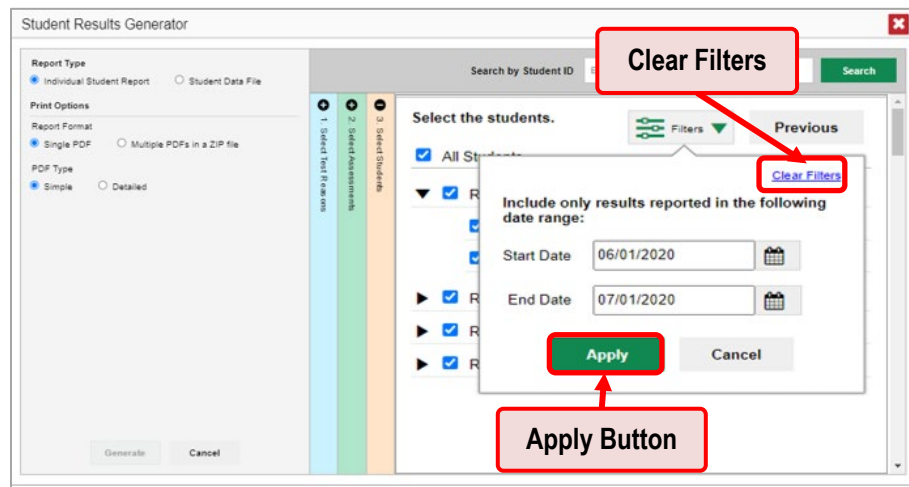 Student Results Generator
Report Type
Individual Student Report
Student Data File
Print Options
Report Format
Single PDF
Multiple PDFs in a ZIP file
PDF Type
Simple
Detailed
Generate
Cancel
1. Select Test Reasons
2. Select Assessments
3. Select Students
Search by Student ID
Search
Clear Filters
Select the students.
Filters
Previous
All Students
Clear Filters
R
Include only results reported in the following
date range:
Start Date
06/01/2020
End Date
07/01/2020
R
R
R
Apply
Cancel
Apply Button